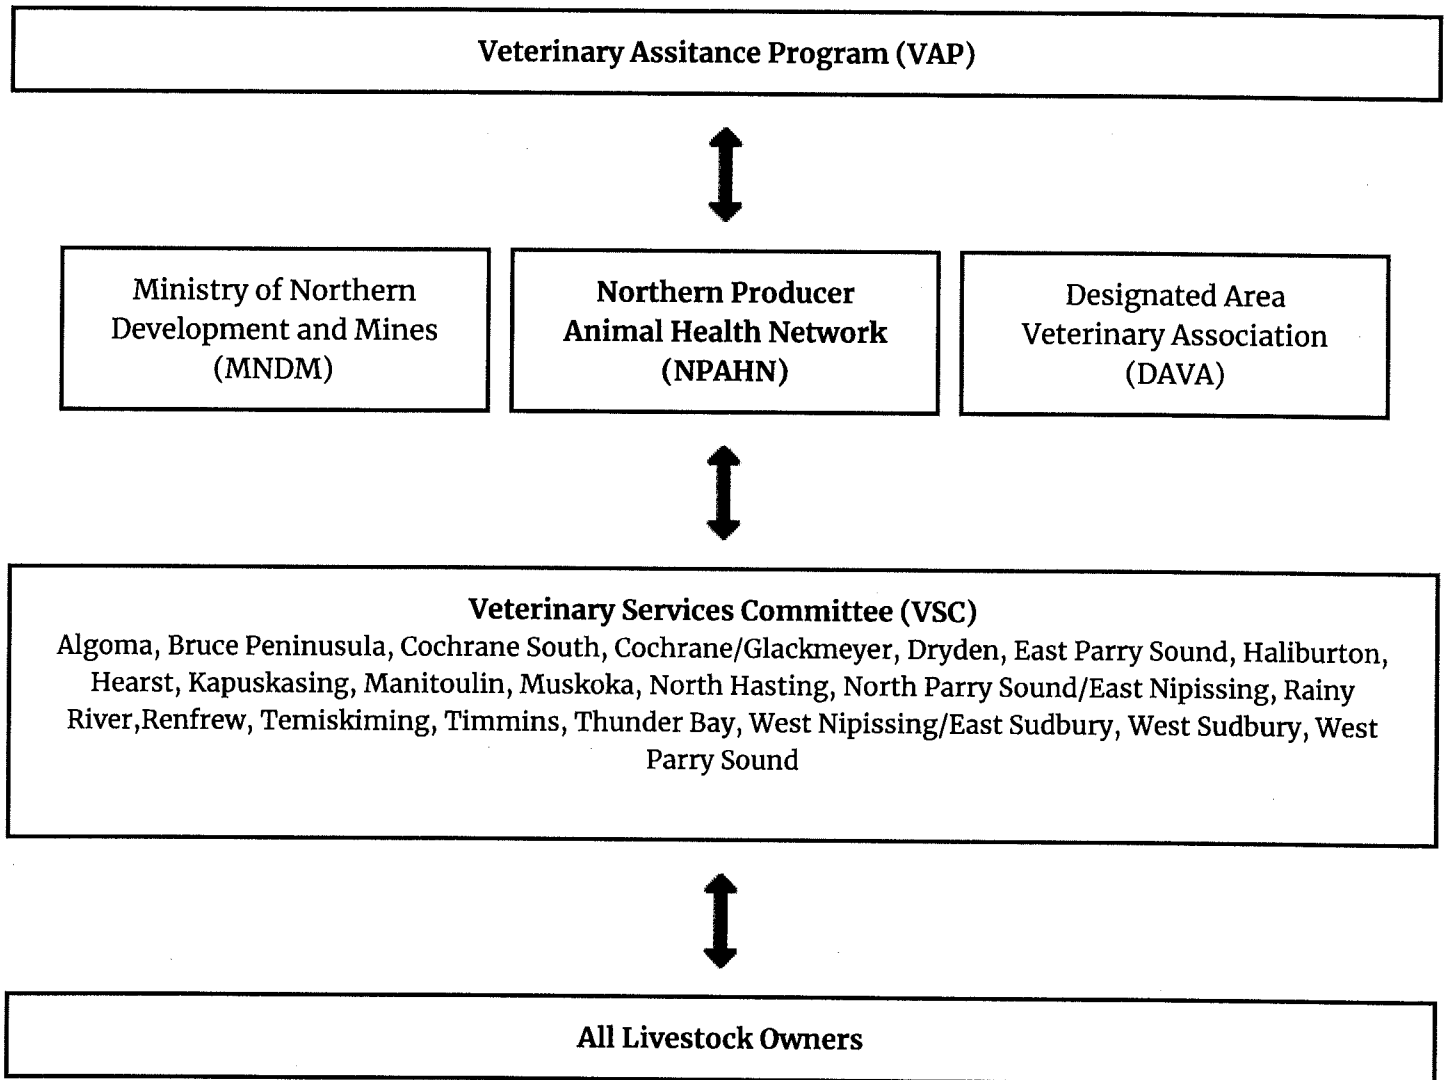 Veterinary Assitance Program (VAP)
Ministry of Northern
Development and Mines
(MNDM)
Northern Producer
Animal Health Network
(NPAHN)
Designated Area
Veterinary Association
(DAVA)
Veterinary Services Committee (VSC)
Algoma, Bruce Peninusula, Cochrane South, Cochrane/Glackmeyer, Dryden, East Parry Sound, Haliburton,
Hearst, Kapuskasing, Manitoulin, Muskoka, North Hasting, North Parry Sound/East Nipissing, Rainy
River,Renfrew, Temiskiming, Timmins, Thunder Bay, West Nipissing/East Sudbury, West Sudbury, West
Parry Sound
All Livestock Owners